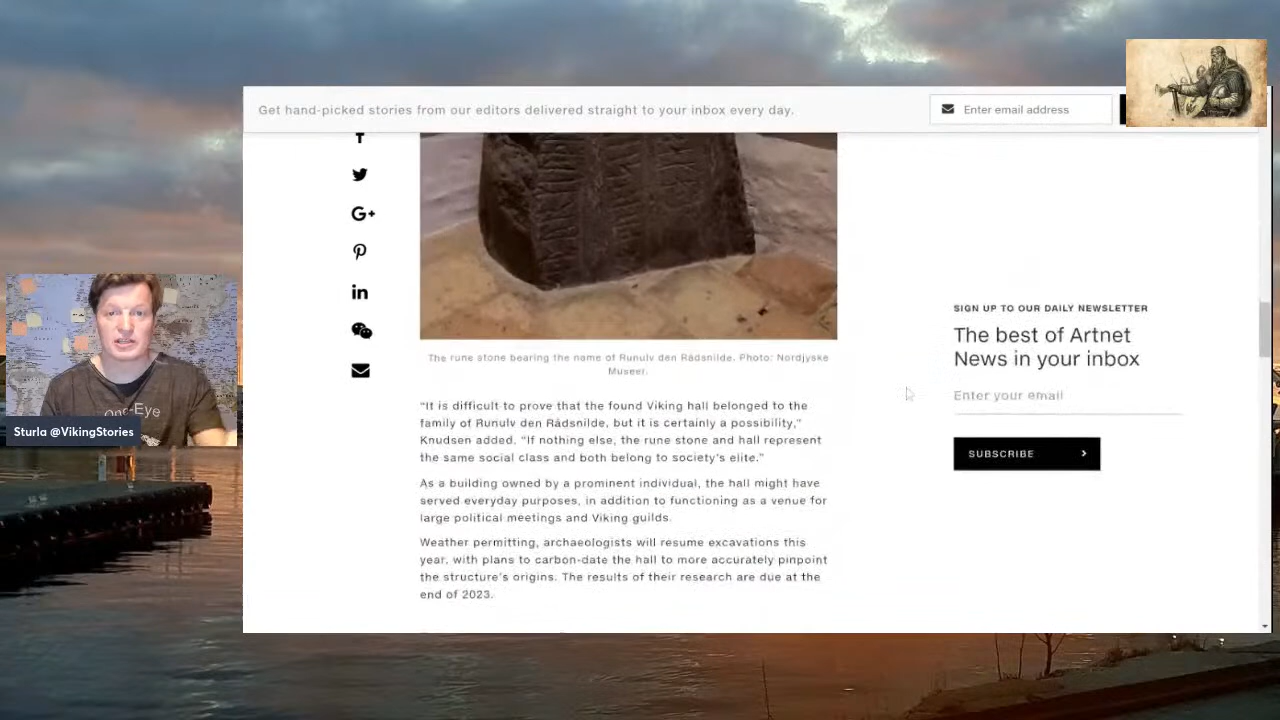 Get hand-picked stories from our editors delivered straight to your inbox every day.
Enter email address
G+
in
The rune stone bearing the name of Runulv den Rådsnilde. Photo: Nordjyske
Museer.
“It is difficult to prove that the found Viking hall belonged to the
family of Runulv den Rådsnilde, but it is certainly a possibility,”
Knudsen added. “If nothing else, the rune stone and hall represent
the same social class and both belong to society’s elite.”
As a building owned by a prominent individual, the hall might have
served everyday purposes, in addition to functioning as a venue for
large political meetings and Viking guilds.
Weather permitting, archaeologists will resume excavations this
year, with plans to carbon-date the hall to more accurately pinpoint
the structure’s origins. The results of their research are due at the
end of 2023.
SIGN UP TO OUR DAILY NEWSLETTER
The best of Artnet
News in your inbox
Enter your email
SUBSCRIBE
One-Eye
Sturla @VikingStories